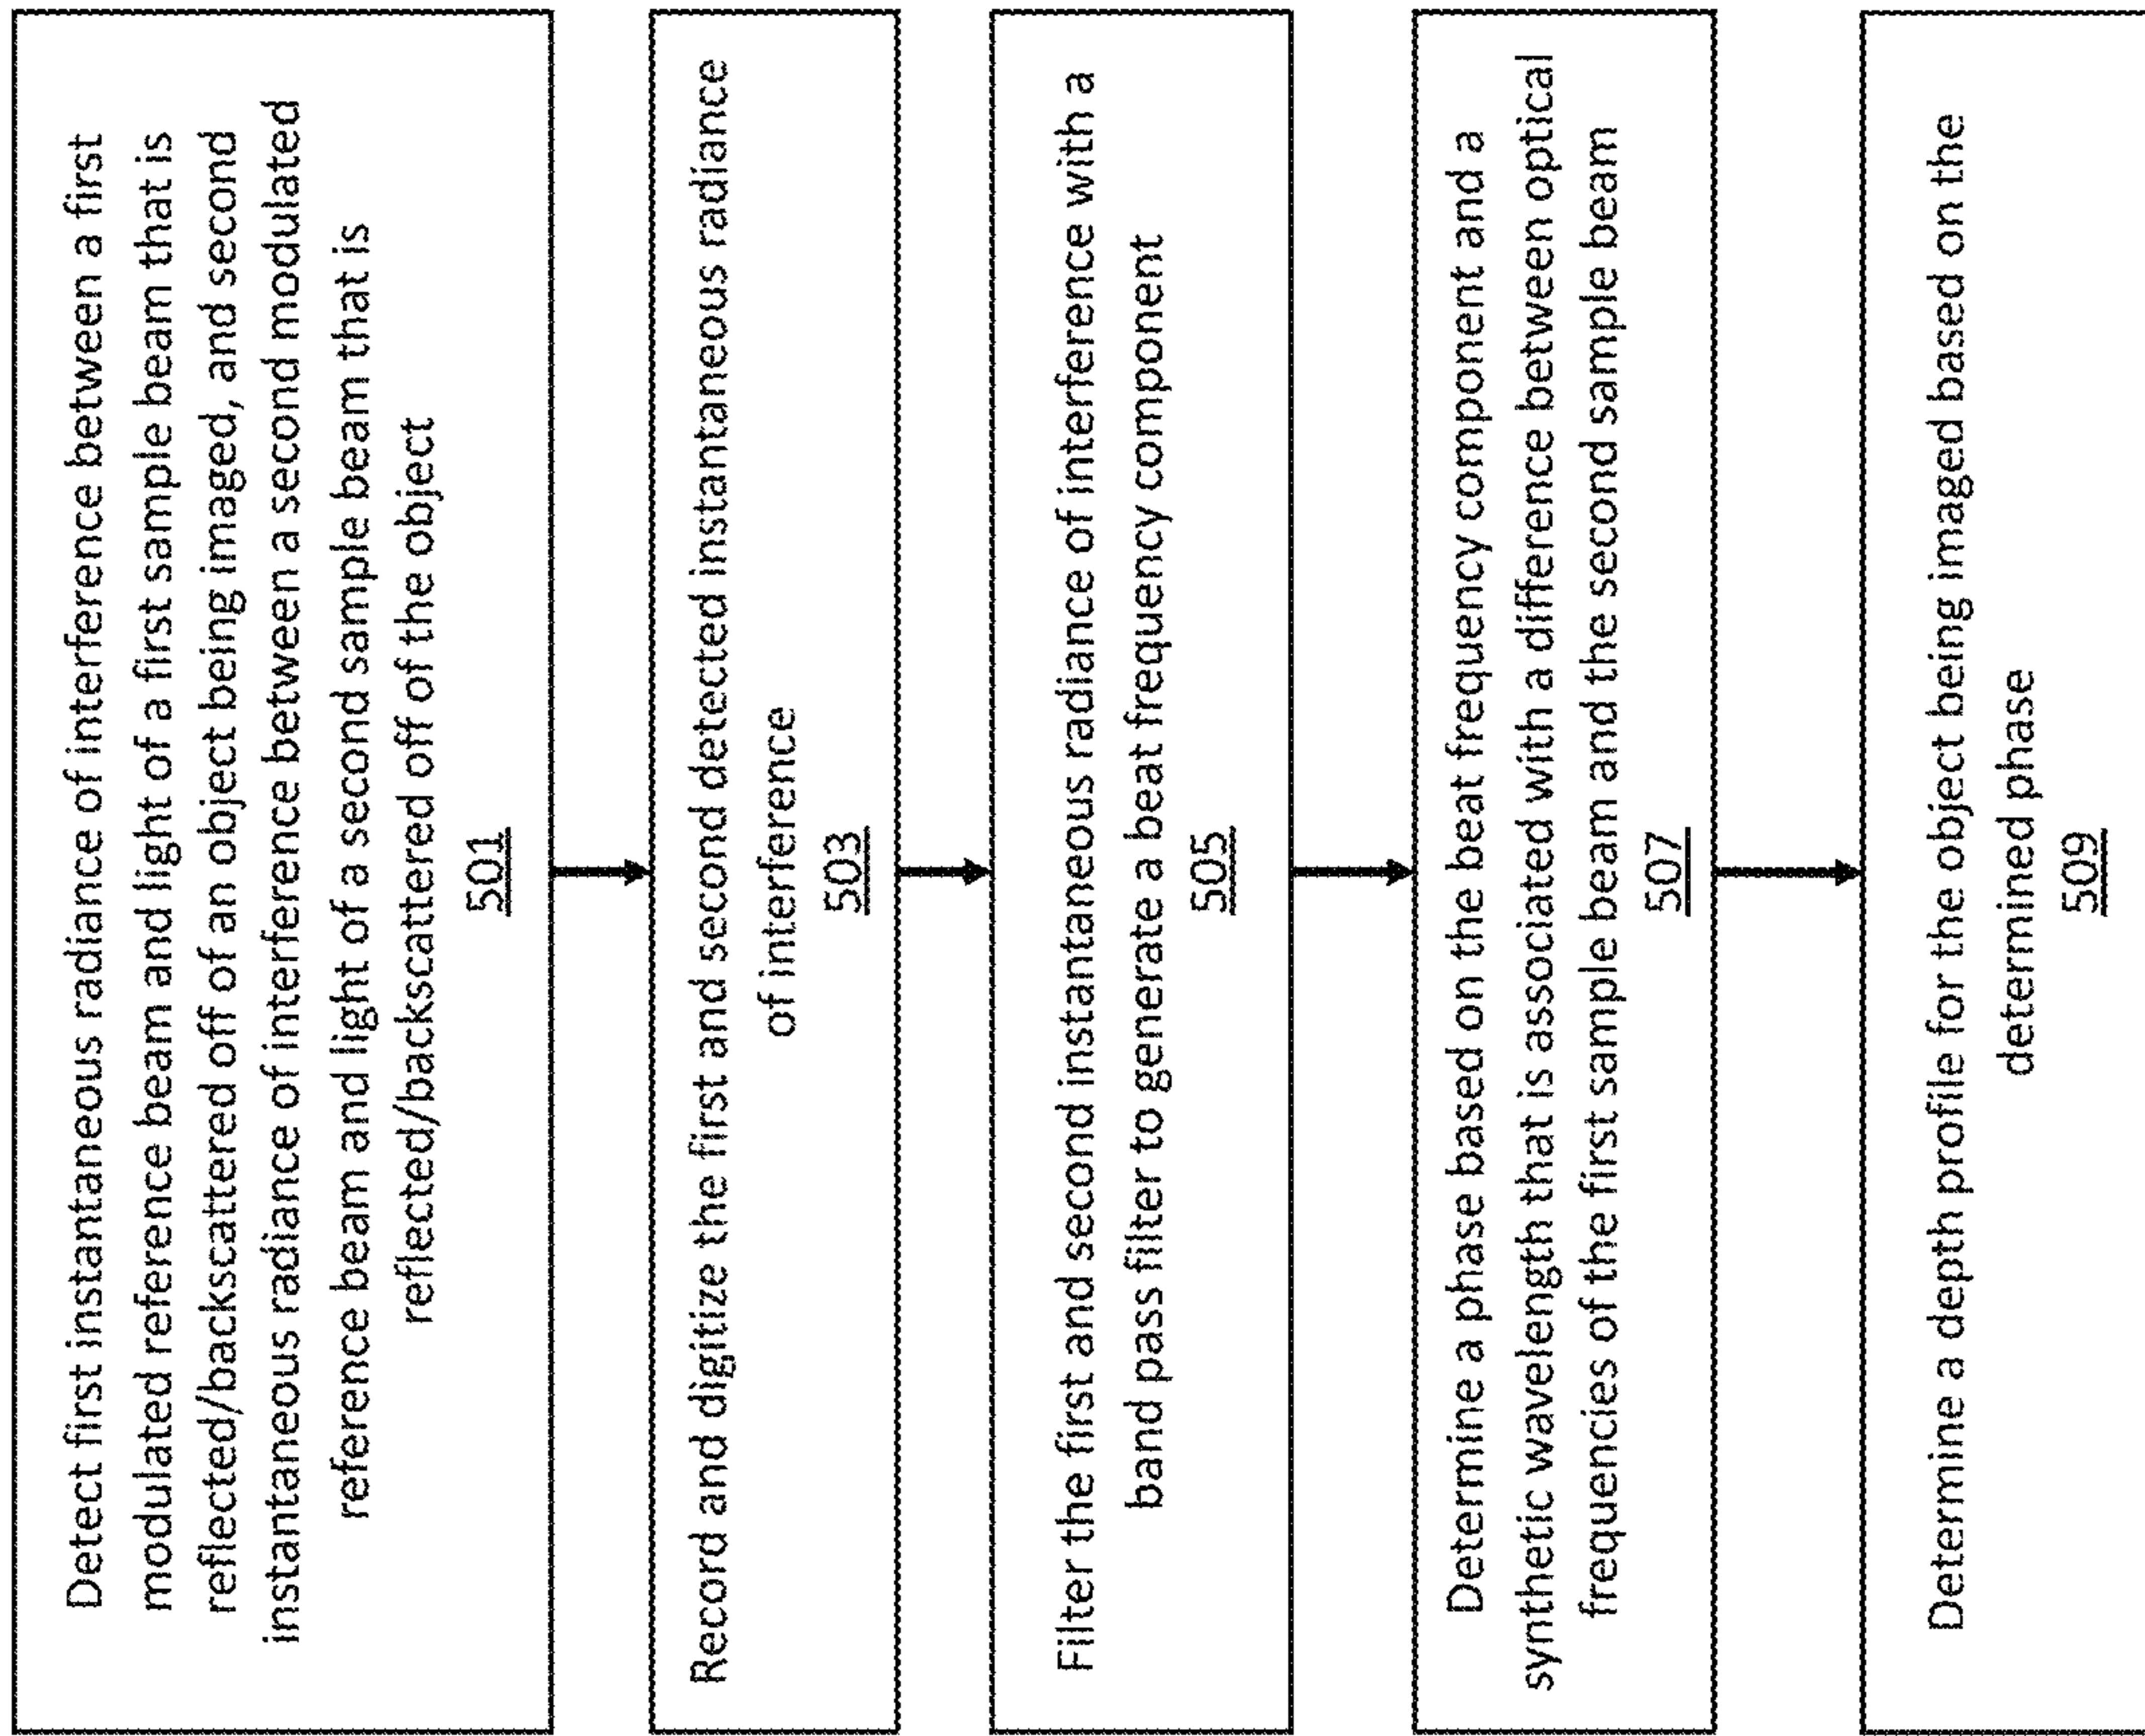 Detect first instantaneous radiance of interference between a first
modulated reference beam and light of a first sample beam that is
reflected/backscattered off of an object being imaged, and second
instantaneous radiance of interference between a second modulated
reference beam and light of a second sample beam that is
reflected/backscattered off of the object
501
Record and digitize the first and second detected instantaneous radiance
of interference
503
Filter the first and second instantaneous radiance of interference with a
band pass filter to generate a beat frequency component
505
Determine a phase based on the beat frequency component and a
synthetic wavelength that is associated with a difference between optical
frequencies of the first sample beam and the second sample beam
507
Determine a depth profile for the object being imaged based on the
determined phase
509